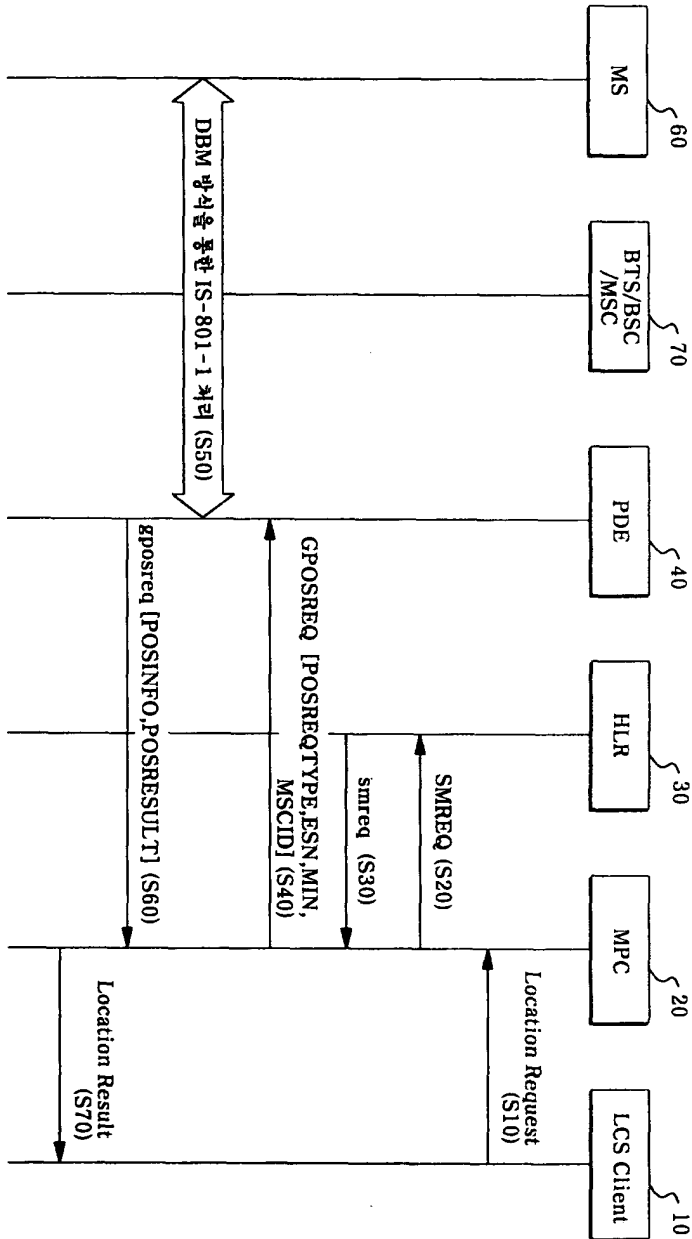 MS
60
BTS/BSC
/MSC
70
PDE
40
HLR
30
MPC
20
LCS Client
10
Location Request
(S10)
SMREQ (S20)
smreq (S30)
GPOSREQ [POSREQTYPE,ESN,MIN,
MSCID] (S40)
DBM 방식을 통한 IS-801-1 처리 (S50)
gposreq [POSINFO,POSRESULT] (S60)
Location Result
(S70)